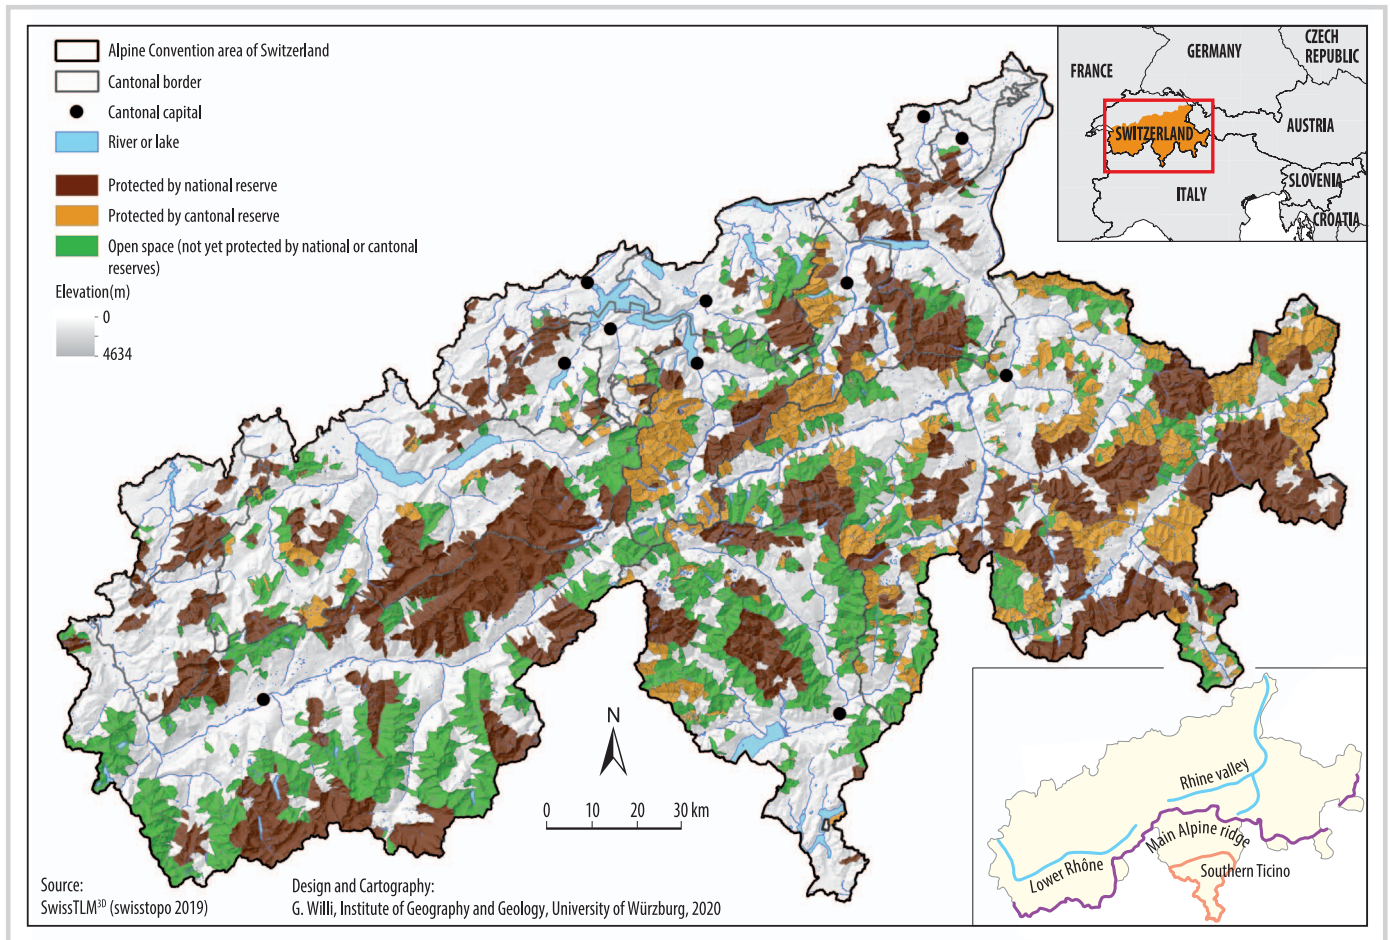 Alpine Convention area of Switzerland
Cantonal border
Cantonal capital
River or lake
Protected by national reserve
Protected by cantonal reserve
Open space (not yet protected by national or cantonal
reserves)
Elevation(m)
0
4634
FRANCE
GERMANY
CZECH
REPUBLIC
SWITZERLAND
AUSTRIA
SLOVENIA
ITALY
CROATIA
N
0 10 20 30 km
Rhine valley
Main Alpine ridge
Lower Rhône
Southern Ticino
Source:
SwissTLM3D (swisstopo 2019)
Design and Cartography:
G. Willi, Institute of Geography and Geology, University of Würzburg, 2020